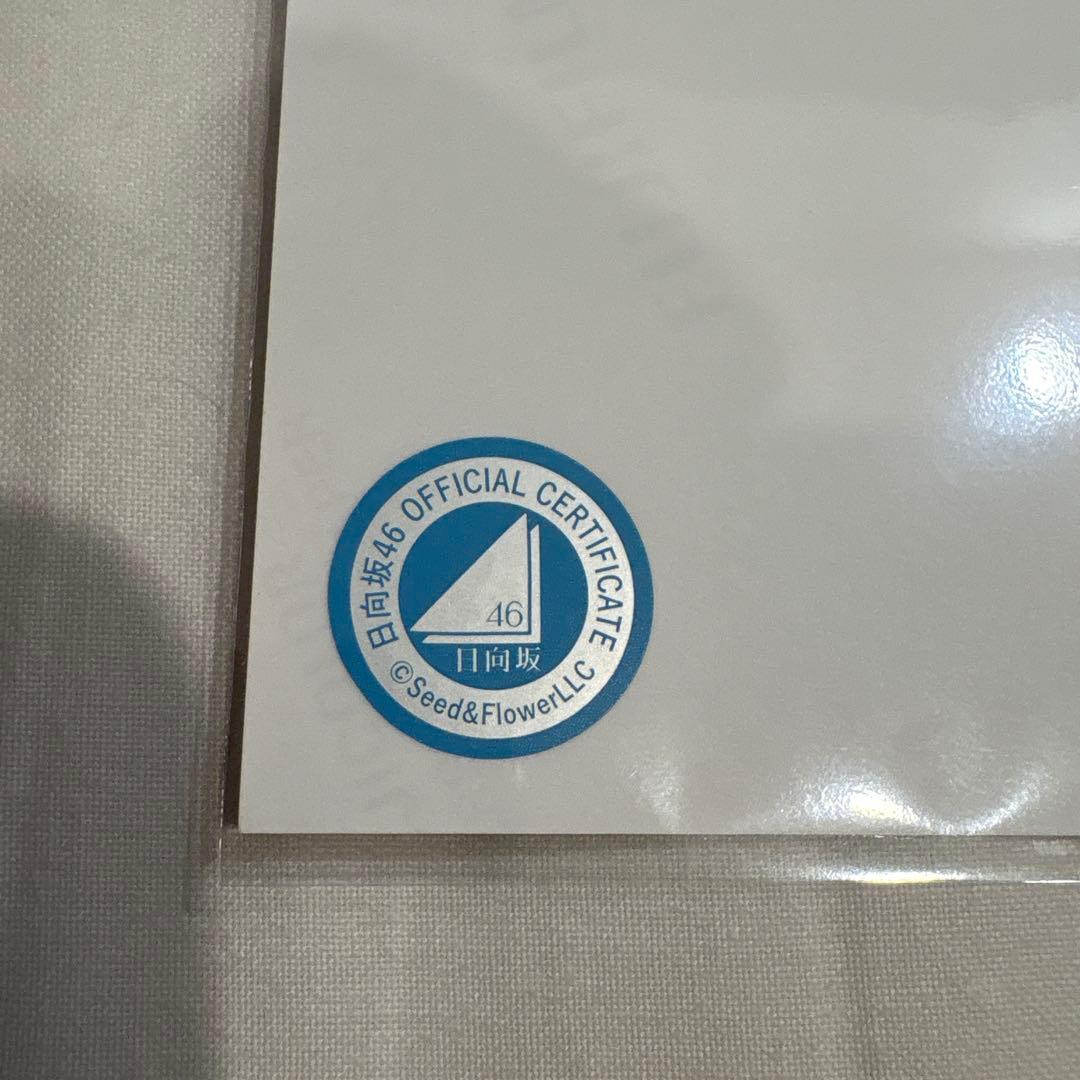 日向坂46 OFFICIAL CERTIFICATE
46
日向坂
©Seed&FlowerLLC